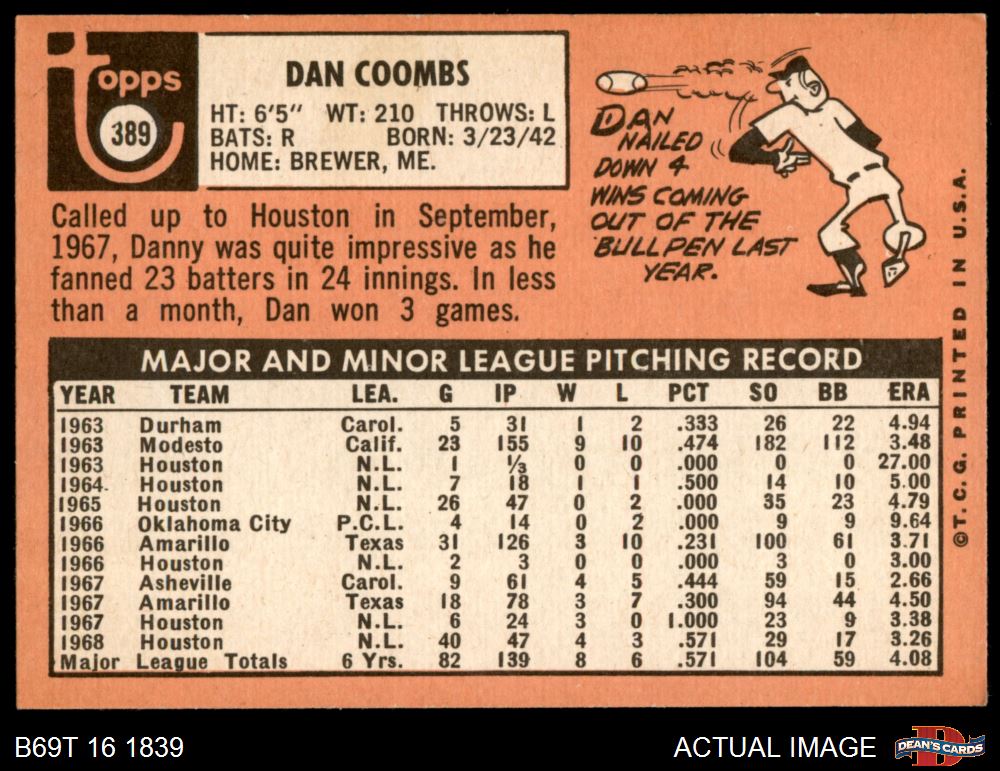 topps
389
DAN COOMBS
HT: 6'5" WT: 210 THROWS: L
BATS: R BORN: 3/23/42
HOME: BREWER, ME.
Called up to Houston in September,
1967, Danny was quite impressive as he
fanned 23 batters in 24 innings. In less
than a month, Dan won 3 games.
DAN
NAILED
DOWN 4
WINS COMING
OUT OF THE
BULLPEN LAST
YEAR.
MAJOR AND MINOR LEAGUE PITCHING RECORD
YEAR TEAM LEA. G IP W L PCT SO BB ERA
1963 Durham Carol. 5 31 1 2 .333 26 22 4.94
1963 Modesto Calif. 23 155 9 10 .474 182 112 3.48
1963 Houston N.L. 1 1/3 0 0 .000 0 0 27.00
1964 Houston N.L. 7 18 1 1 .500 14 10 5.00
1965 Houston N.L. 26 47 0 2 .000 35 23 4.79
1966 Oklahoma City P.C.L. 4 14 0 2 .000 9 9 9.64
1966 Amarillo Texas 31 126 3 10 .231 100 61 3.71
1966 Houston N.L. 2 3 0 0 .000 3 0 3.00
1967 Asheville Carol. 9 61 4 5 .444 59 15 2.66
1967 Amarillo Texas 18 78 3 7 .300 94 44 4.50
1967 Houston N.L. 6 24 3 0 1.000 23 9 3.38
1968 Houston N.L. 40 47 4 3 .571 29 17 3.26
Major League Totals 6 Yrs. 82 139 8 6 .571 104 59 4.08
©T.C.G. PRINTED IN U.S.A.
B69T 16 1839
ACTUAL IMAGE
D
DEAN'S CARDS